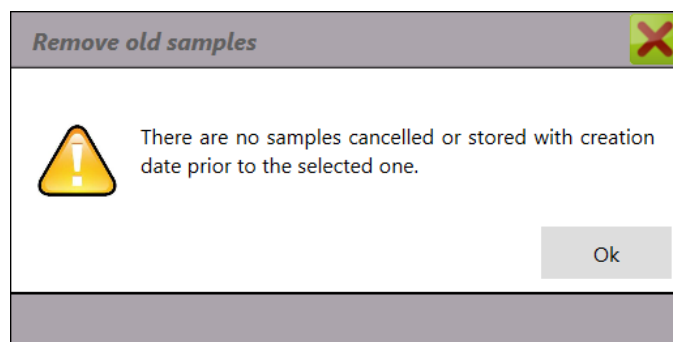 Remove old samples
There are no samples cancelled or stored with creation
date prior to the selected one.
Ok